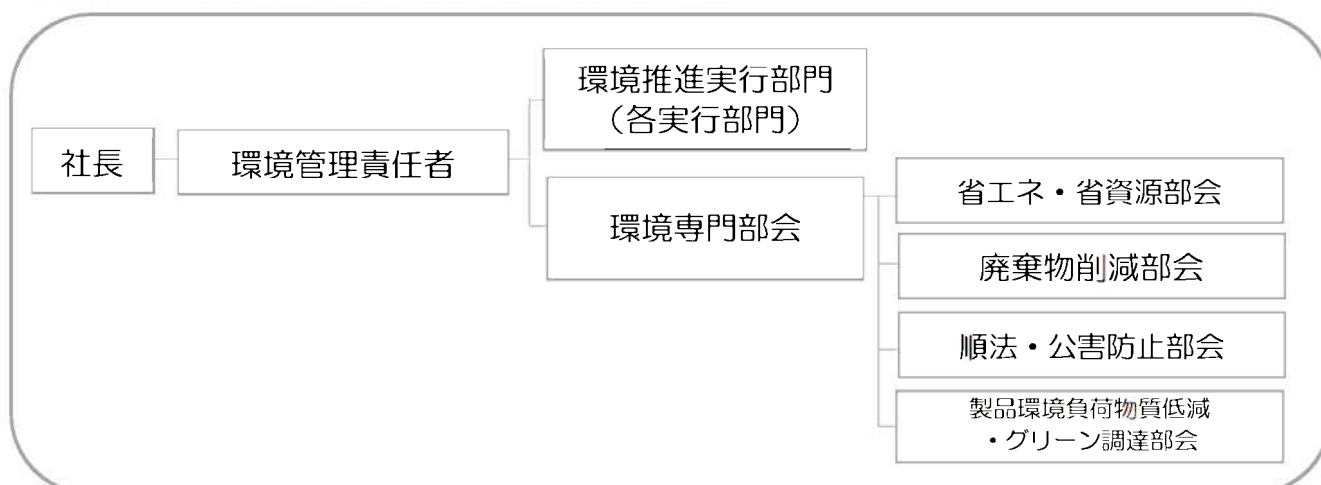 社長
環境管理責任者
環境推進実行部門
（各実行部門）
環境専門部会
省エネ・省資源部会
廃棄物削減部会
順法・公害防止部会
製品環境負荷物質低減
・グリーン調達部会